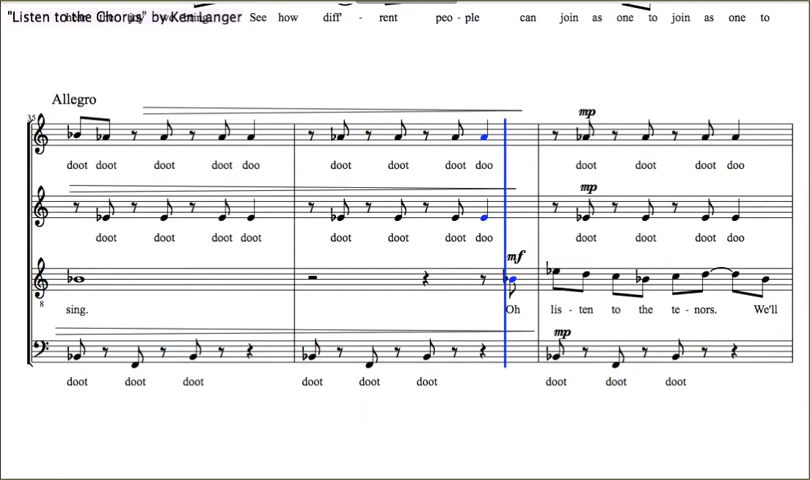 "Listen to the Chorus" by Ken Langer
See how diff' - rent peo - ple can join as one to join as one to
Allegro
35
mp
doot doot doot doot doo doot doot doot doo doot doot doot doo
mp
doot doot doot doot doot doot doot doo doot doot doot doo
mf
8
sing. Oh lis - ten to the te - nors. We'll
mp
doot doot doot doot doot doot doot doot doot